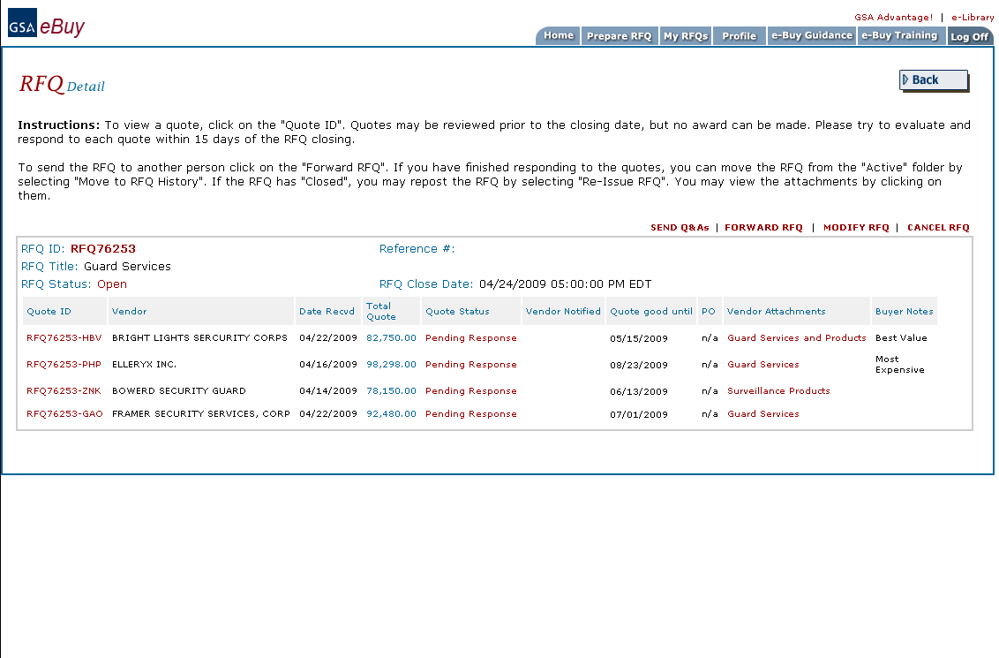 GSA eBuy
GSA Advantage! | e-Library
Home Prepare RFQ My RFQs Profile e-Buy Guidance e-Buy Training Log Off
RFQ Detail
Back
Instructions: To view a quote, click on the "Quote ID". Quotes may be reviewed prior to the closing date, but no award can be made. Please try to evaluate and
respond to each quote within 15 days of the RFQ closing.
To send the RFQ to another person click on the "Forward RFQ". If you have finished responding to the quotes, you can move the RFQ from the "Active" folder by
selecting "Move to RFQ History". If the RFQ has "Closed", you may repost the RFQ by selecting "Re-Issue RFQ". You may view the attachments by clicking on
them.
SEND Q&As | FORWARD RFQ | MODIFY RFQ | CANCEL RFQ
RFQ ID: RFQ76253 Reference #:
RFQ Title: Guard Services
RFQ Status: Open RFQ Close Date: 04/24/2009 05:00:00 PM EDT
Quote ID Vendor Date Recvd Total Quote Quote Status Vendor Notified Quote good until PO Vendor Attachments Buyer Notes
RFQ76253-HBV BRIGHT LIGHTS SERCURITY CORPS 04/22/2009 82,750.00 Pending Response 05/15/2009 n/a Guard Services and Products Best Value
RFQ76253-PHP ELLERYX INC. 04/16/2009 98,298.00 Pending Response 08/23/2009 n/a Guard Services Most Expensive
RFQ76253-ZNK BOWERD SECURITY GUARD 04/14/2009 78,150.00 Pending Response 06/13/2009 n/a Surveillance Products
RFQ76253-GAO FRAMER SECURITY SERVICES, CORP 04/22/2009 92,480.00 Pending Response 07/01/2009 n/a Guard Services